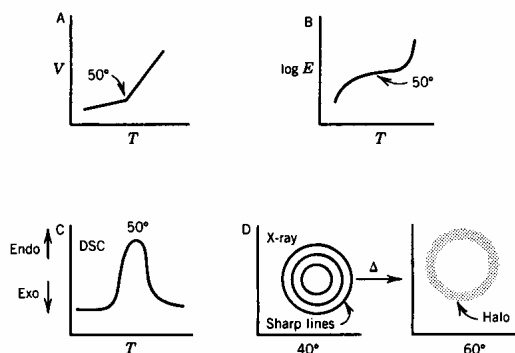 A
V
50°
T
B
log E
50°
T
C
DSC
50°
Endo
Exo
T
D
X-ray
Δ
Sharp lines
Halo
40°
60°